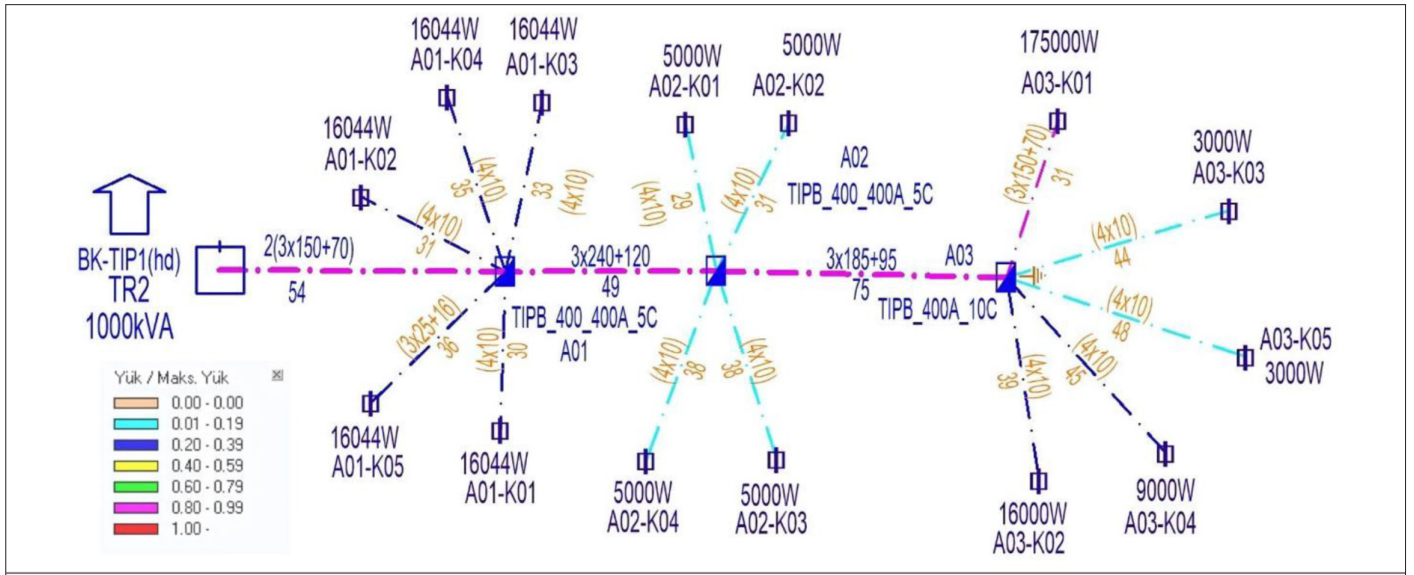 16044W
A01-K04
16044W
A01-K03
16044W
A01-K02
5000W
A02-K01
5000W
A02-K02
175000W
A03-K01
3000W
A03-K03
A02
TIPB_400_400A_5C
BK-TIP1(hd)
TR2
1000kVA
2(3x150+70)
54
(4x10)
31
(4x10)
35
33
(4x10)
(3x25+16)
36
(4x10)
30
3x240+120
49
TIPB_400_400A_5C
A01
(4x10)
29
(4x10)
31
(4x10)
38
(4x10)
38
3x185+95
75
A03
TIPB_400A_10C
(3x150+70)
31
(4x10)
44
(4x10)
48
(4x10)
39
(4x10)
45
A03-K05
3000W
16044W
A01-K05
16044W
A01-K01
5000W
A02-K04
5000W
A02-K03
16000W
A03-K02
9000W
A03-K04
Yük / Maks. Yük
0.00 - 0.00
0.01 - 0.19
0.20 - 0.39
0.40 - 0.59
0.60 - 0.79
0.80 - 0.99
1.00 -